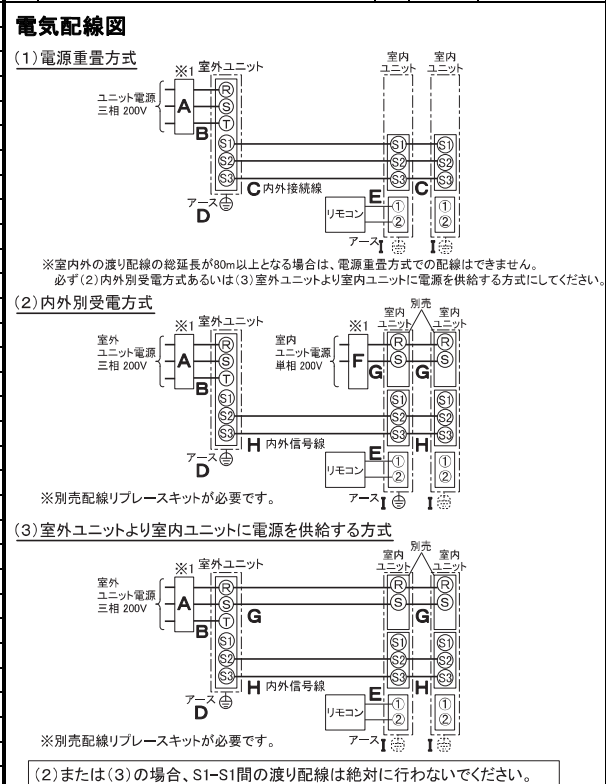 電気配線図
(1)電源重畳方式
※1 室外ユニット
室内ユニット 室内ユニット
ユニット電源
三相 200V
A
B
R
S
T
S1
S2
S3
S1
S2
S3
S1
S2
S3
C 内外接続線
C
アース
D
E
リモコン
①
②
①
②
アース I
I
※室内外の渡り配線の総延長が80m以上となる場合は、電源重畳方式での配線はできません。
必ず(2)内外別受電方式あるいは(3)室外ユニットより室内ユニットに電源を供給する方式にしてください。
(2)内外別受電方式
※1 室外ユニット
室外
ユニット電源
三相 200V
A
B
R
S
T
S1
S2
S3
※1
室内
ユニット電源
単相 200V
F
別売
室内ユニット 室内ユニット
R
S
R
S
G
G
S1
S2
S3
S1
S2
S3
H 内外信号線
H
アース
D
E
リモコン
①
②
①
②
アース I
I
※別売配線リプレースキットが必要です。
(3)室外ユニットより室内ユニットに電源を供給する方式
※1 室外ユニット
別売
室内ユニット 室内ユニット
室外
ユニット電源
三相 200V
A
B
R
S
T
S1
S2
S3
R
S
R
S
G
G
S1
S2
S3
S1
S2
S3
H 内外信号線
H
アース
D
E
リモコン
①
②
①
②
アース I
I
※別売配線リプレースキットが必要です。
(2)または(3)の場合、S1-S1間の渡り配線は絶対に行わないでください。